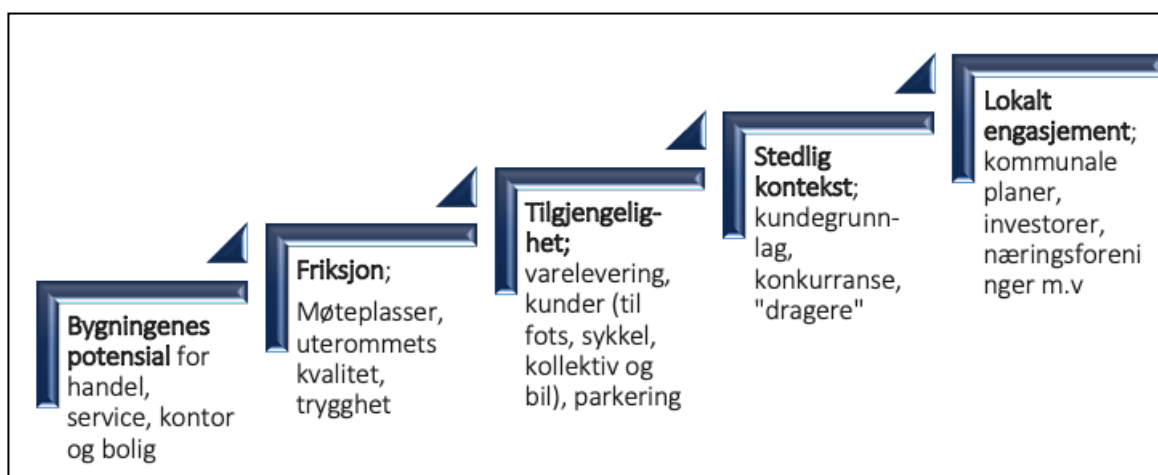 Bygningenes
potensial for
handel,
service, kontor
og bolig
Friksjon;
Møteplasser,
uterommets
kvalitet,
trygghet
Tilgjengelig-
het;
varelevering,
kunder (til
fots, sykkel,
kollektiv og
bil), parkering
Stedlig
kontekst;
kundegrunn-
lag,
konkurranse,
"dragere"
Lokalt
engasjement;
kommunale
planer,
investorer,
næringsforeni
nger m.v